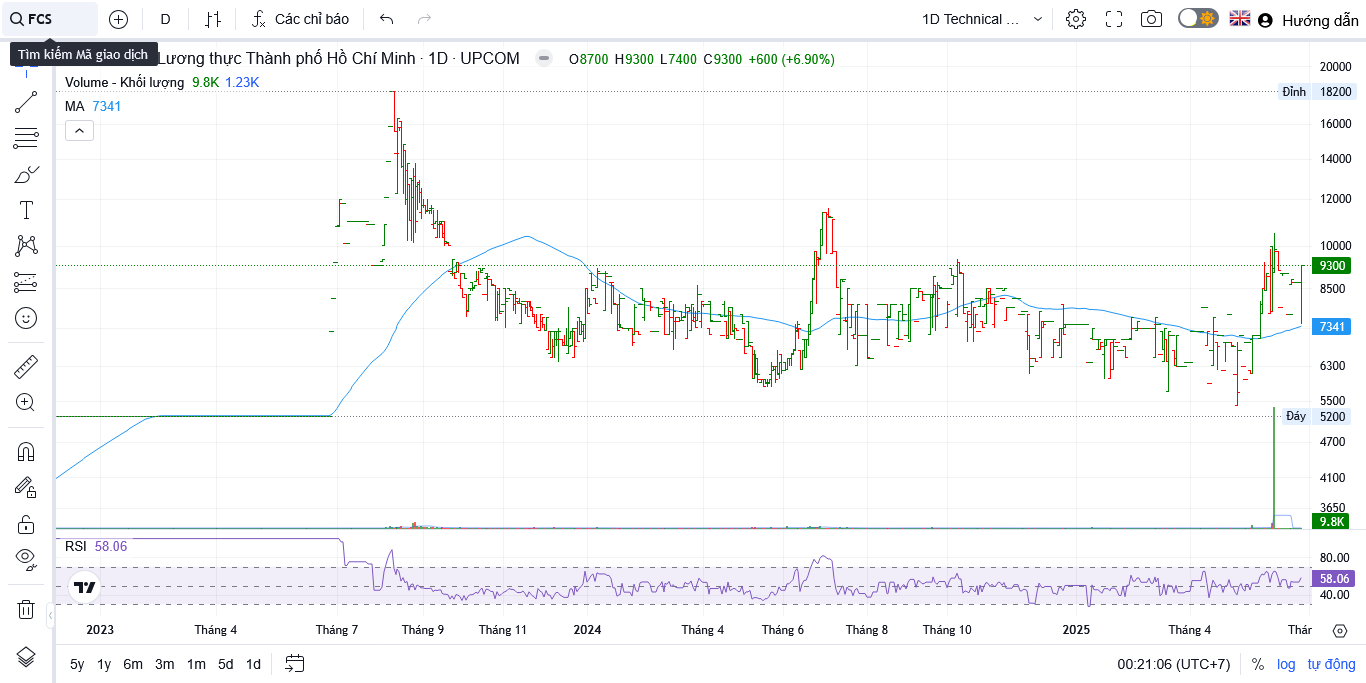 FCS D Các chỉ báo 1D Technical ... Hướng dẫn
Tìm kiếm Mã giao dịch
Lương thực Thành phố Hồ Chí Minh · 1D · UPCOM O8700 H9300 L7400 C9300 +600 (+6.90%)
Volume - Khối lượng 9.8K 1.23K
MA 7341
20000
Đỉnh 18200
16000
14000
12000
10000
9300
8500
7341
6300
5500
Đáy 5200
4700
4100
3650
9.8K
RSI 58.06
80.00
58.06
40.00
2023 Tháng 4 Tháng 7 Tháng 9 Tháng 11 2024 Tháng 4 Tháng 6 Tháng 8 Tháng 10 2025 Tháng 4 Thár
5y 1y 6m 3m 1m 5d 1d 00:21:06 (UTC+7) % log tự động